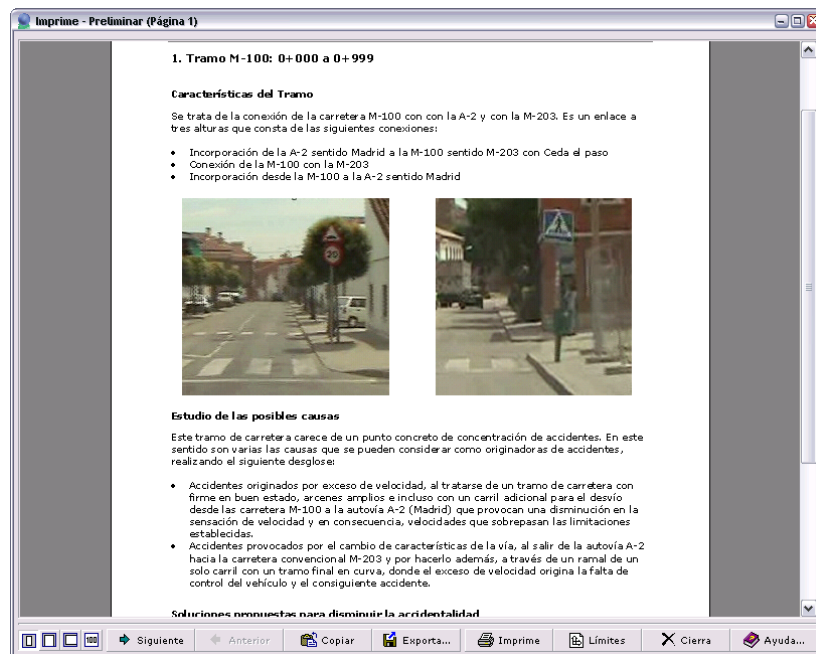 Imprime - Preliminar (Página 1)
1. Tramo M-100: 0+000 a 0+999
Características del Tramo
Se trata de la conexión de la carretera M-100 con con la A-2 y con la M-203. Es un enlace a
tres alturas que consta de las siguientes conexiones:
• Incorporación de la A-2 sentido Madrid a la M-100 sentido M-203 con Ceda el paso
• Conexión de la M-100 con la M-203
• Incorporación desde la M-100 a la A-2 sentido Madrid
20
Estudio de las posibles causas
Este tramo de carretera carece de un punto concreto de concentración de accidentes. En este
sentido son varias las causas que se pueden considerar como originadoras de accidentes,
realizando el siguiente desglose:
• Accidentes originados por exceso de velocidad, al tratarse de un tramo de carretera con
firme en buen estado, arcenes amplios e incluso con un carril adicional para el desvío
desde las carretera M-100 a la autovía A-2 (Madrid) que provocan una disminución en la
sensación de velocidad y en consecuencia, velocidades que sobrepasan las limitaciones
establecidas.
• Accidentes provocados por el cambio de características de la vía, al salir de la autovía A-2
hacia la carretera convencional M-203 y por hacerlo además, a través de un ramal de un
solo carril con un tramo final en curva, donde el exceso de velocidad origina la falta de
control del vehículo y el consiguiente accidente.
Soluciones propuestas para disminuir la accidentalidad
100 Siguiente Anterior Copiar Exporta... Imprime Límites Cierra Ayuda...